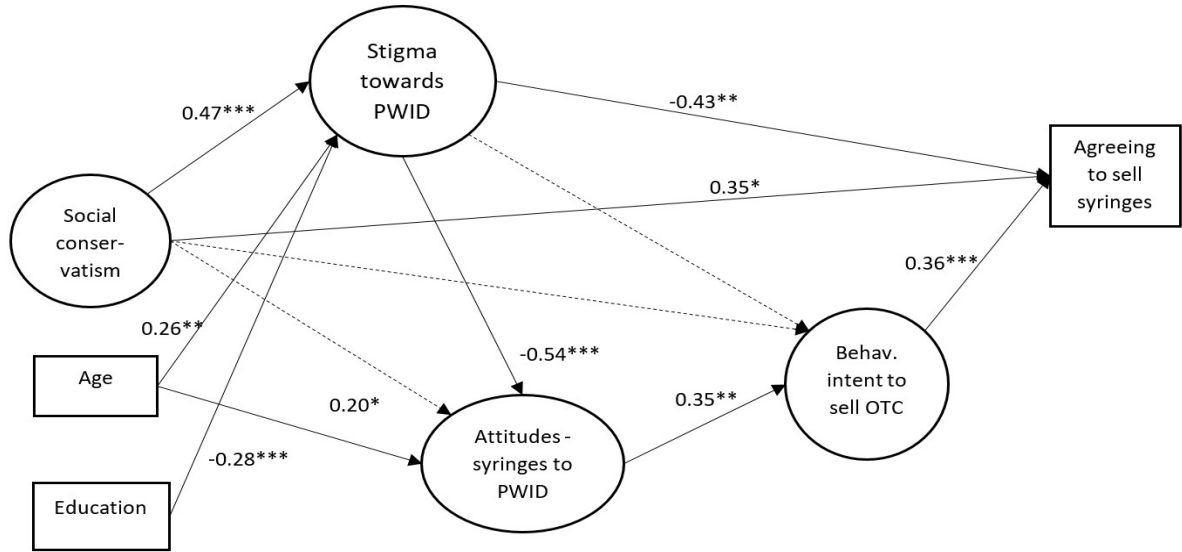 Stigma
towards
PWID
0.47***
-0.43**
Agreeing
to sell
syringes
0.35*
Social
conser-
vatism
0.36***
0.26**
Age
-0.54***
Behav.
intent to
sell OTC
0.20*
0.35**
Attitudes -
syringes to
PWID
-0.28***
Education